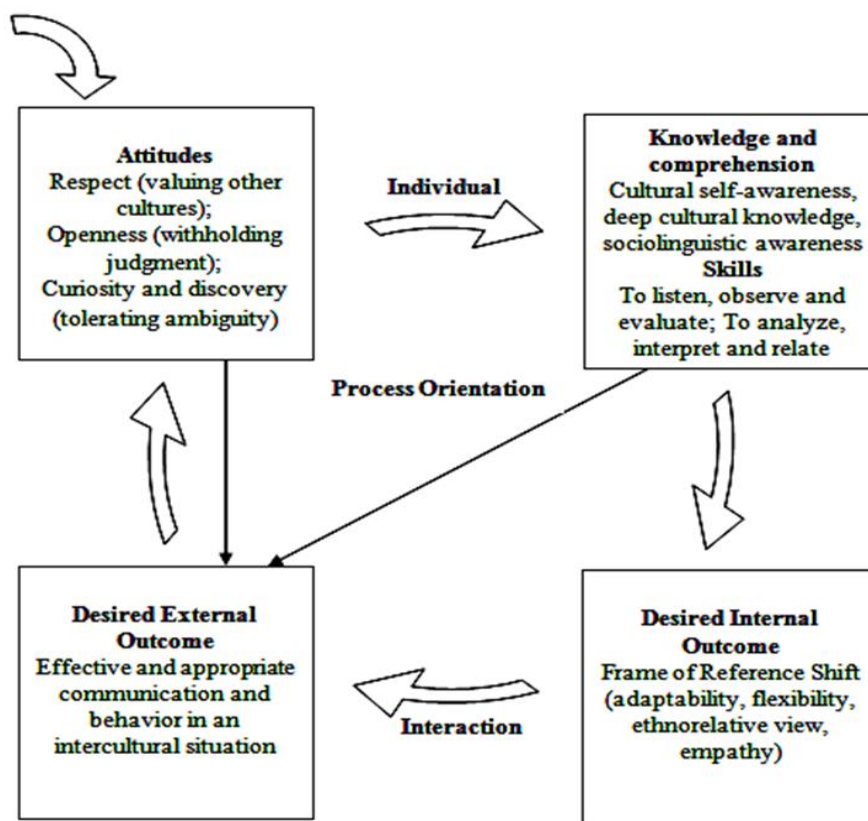 Attitudes
Respect (valuing other
cultures);
Openness (withholding
judgment);
Curiosity and discovery
(tolerating ambiguity)
Individual
Knowledge and
comprehension
Cultural self-awareness,
deep cultural knowledge,
sociolinguistic awareness
Skills
To listen, observe and
evaluate; To analyze,
interpret and relate
Process Orientation
Desired External
Outcome
Effective and appropriate
communication and
behavior in an
intercultural situation
Interaction
Desired Internal
Outcome
Frame of Reference Shift
(adaptability, flexibility,
ethnorelative view,
empathy)